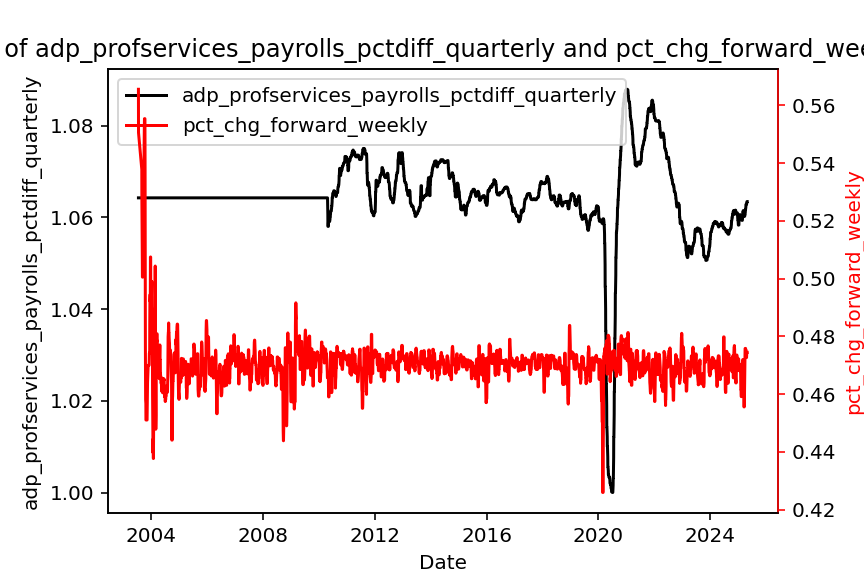 of adp_profservices_payrolls_pctdiff_quarterly and pct_chg_forward_wee
adp_profservices_payrolls_pctdiff_quarterly
pct_chg_forward_weekly
adp_profservices_payrolls_pctdiff_quarterly
1.08
1.06
1.04
1.02
1.00
0.56
0.54
0.52
0.50
0.48
0.46
0.44
0.42
pct_chg_forward_weekly
2004 2008 2012 2016 2020 2024
Date